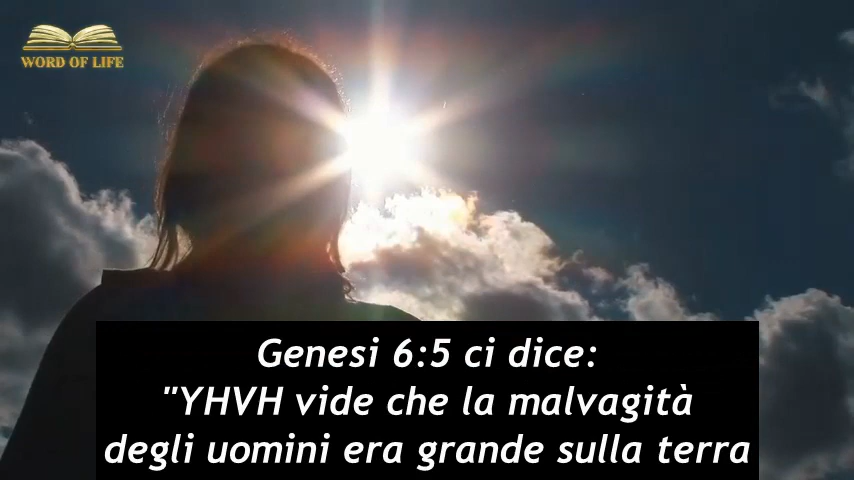 WORD OF LIFE
Genesi 6:5 ci dice:
"YHVH vide che la malvagità
degli uomini era grande sulla terra